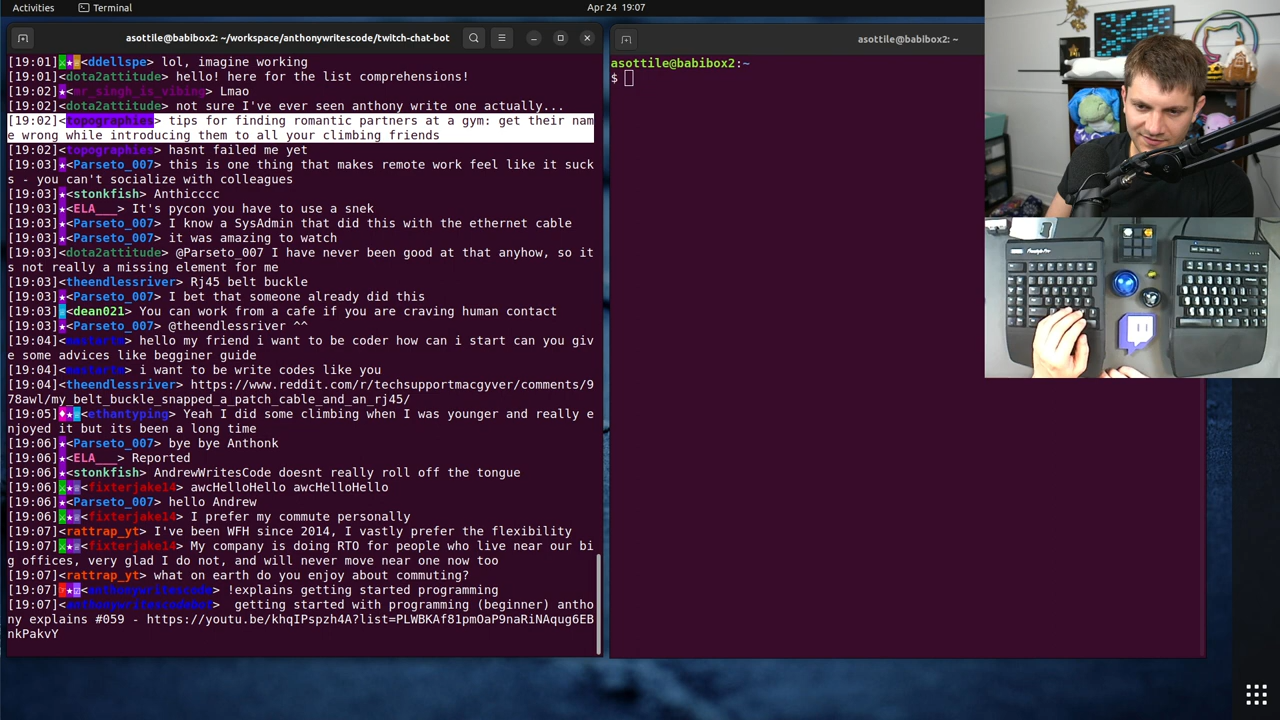 Activities
Terminal
Apr 24 19:07
asottile@babibox2: ~/workspace/anthonywritescode/twitch-chat-bot
asottile@babibox2: ~
[19:01]<ddellspe> lol, imagine working
[19:01]<dota2attitude> hello! here for the list comprehensions!
[19:02]<mr_singh_is_vibing> Lmao
[19:02]<dota2attitude> not sure I've ever seen anthony write one actually...
[19:02]<topographies> tips for finding romantic partners at a gym: get their nam
e wrong while introducing them to all your climbing friends
[19:02]<topographies> hasnt failed me yet
[19:03]★<Parseto_007> this is one thing that makes remote work feel like it suck
s - you can't socialize with colleagues
[19:03]★<stonkfish> Anthicccc
[19:03]★<ELA___> It's pycon you have to use a snek
[19:03]★<Parseto_007> I know a SysAdmin that did this with the ethernet cable
[19:03]★<Parseto_007> it was amazing to watch
[19:03]<dota2attitude> @Parseto_007 I have never been good at that anyhow, so it
s not really a missing element for me
[19:03]<theendlessriver> Rj45 belt buckle
[19:03]★<Parseto_007> I bet that someone already did this
[19:03]<dean021> You can work from a cafe if you are craving human contact
[19:03]★<Parseto_007> @theendlessriver ^^
[19:04]hello my friend i want to be coder how can i start can you giv
e some advices like begginer guide
[19:04]i want to be write codes like you
[19:04]<theendlessriver> https://www.reddit.com/r/techsupportmacgyver/comments/9
78awl/my_belt_buckle_snapped_a_patch_cable_and_an_rj45/
[19:05]<ethantyping> Yeah I did some climbing when I was younger and really e
njoyed it but its been a long time
[19:06]★<Parseto_007> bye bye Anthonk
[19:06]★<ELA___> Reported
[19:06]★<stonkfish> AndrewWritesCode doesnt really roll off the tongue
[19:06]<fixterjake14> awcHelloHello awcHelloHello
[19:06]★<Parseto_007> hello Andrew
[19:06]<fixterjake14> I prefer my commute personally
[19:07]<rattrap_yt> I've been WFH since 2014, I vastly prefer the flexibility
[19:07]<fixterjake14> My company is doing RTO for people who live near our bi
g offices, very glad I do not, and will never move near one now too
[19:07]<rattrap_yt> what on earth do you enjoy about commuting?
[19:07]<anthonywritescode> !explains getting started programming
[19:07]<anthonywritescodebot> getting started with programming (beginner) antho
ny explains #059 - https://youtu.be/khqIPspzh4A?list=PLWBKAf81pmOaP9naRiNAqug6EB
nkPakvY
asottile@babibox2:~
$